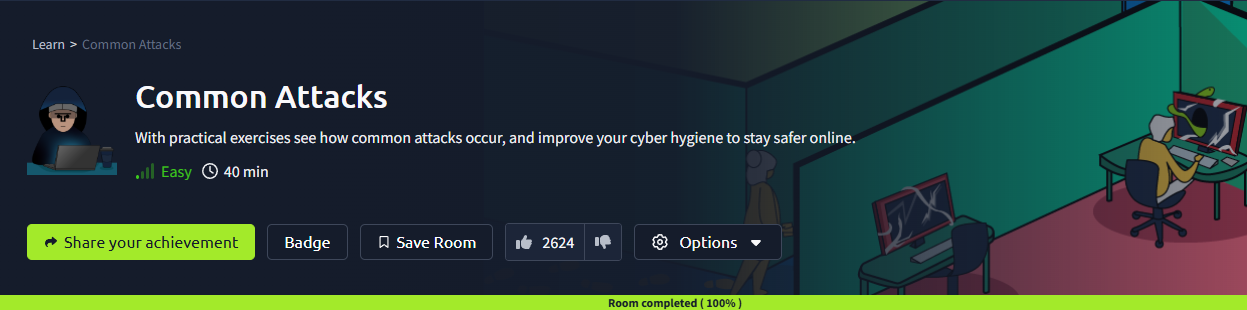 Learn > Common Attacks
Common Attacks
With practical exercises see how common attacks occur, and improve your cyber hygiene to stay safer online.
Easy 40 min
Share your achievement Badge Save Room 2624 Options
Room completed ( 100% )